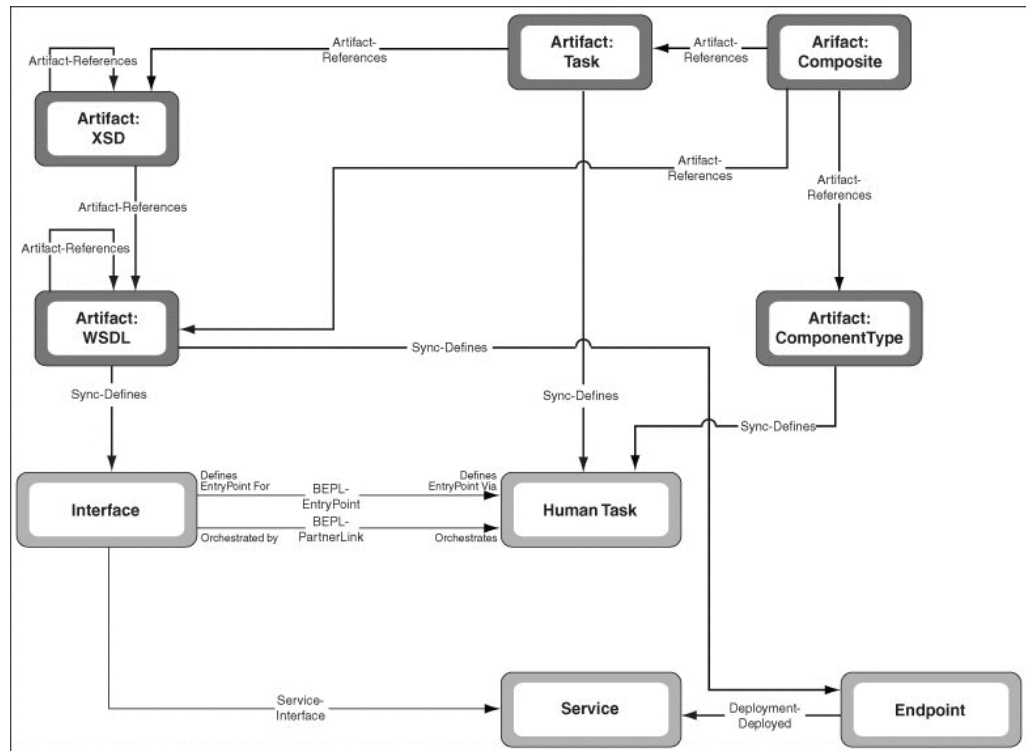 Artifact-
References
Artifact:
Task
Artifact-
References
Arifact:
Composite
Artifact-References
Artifact:
XSD
Artifact-
References
Artifact-
References
Artifact-References
Artifact-References
Artifact:
WSDL
Artifact:
ComponentType
Sync-Defines
Sync-Defines
Sync-Defines
Sync-Defines
Interface
Defines
EntryPoint For
BEPL-
EntryPoint
Defines
EntryPoint Via
Orchestrated by
BEPL-
PartnerLink
Orchestrates
Human Task
Service-
Interface
Service
Deployment-
Deployed
Endpoint